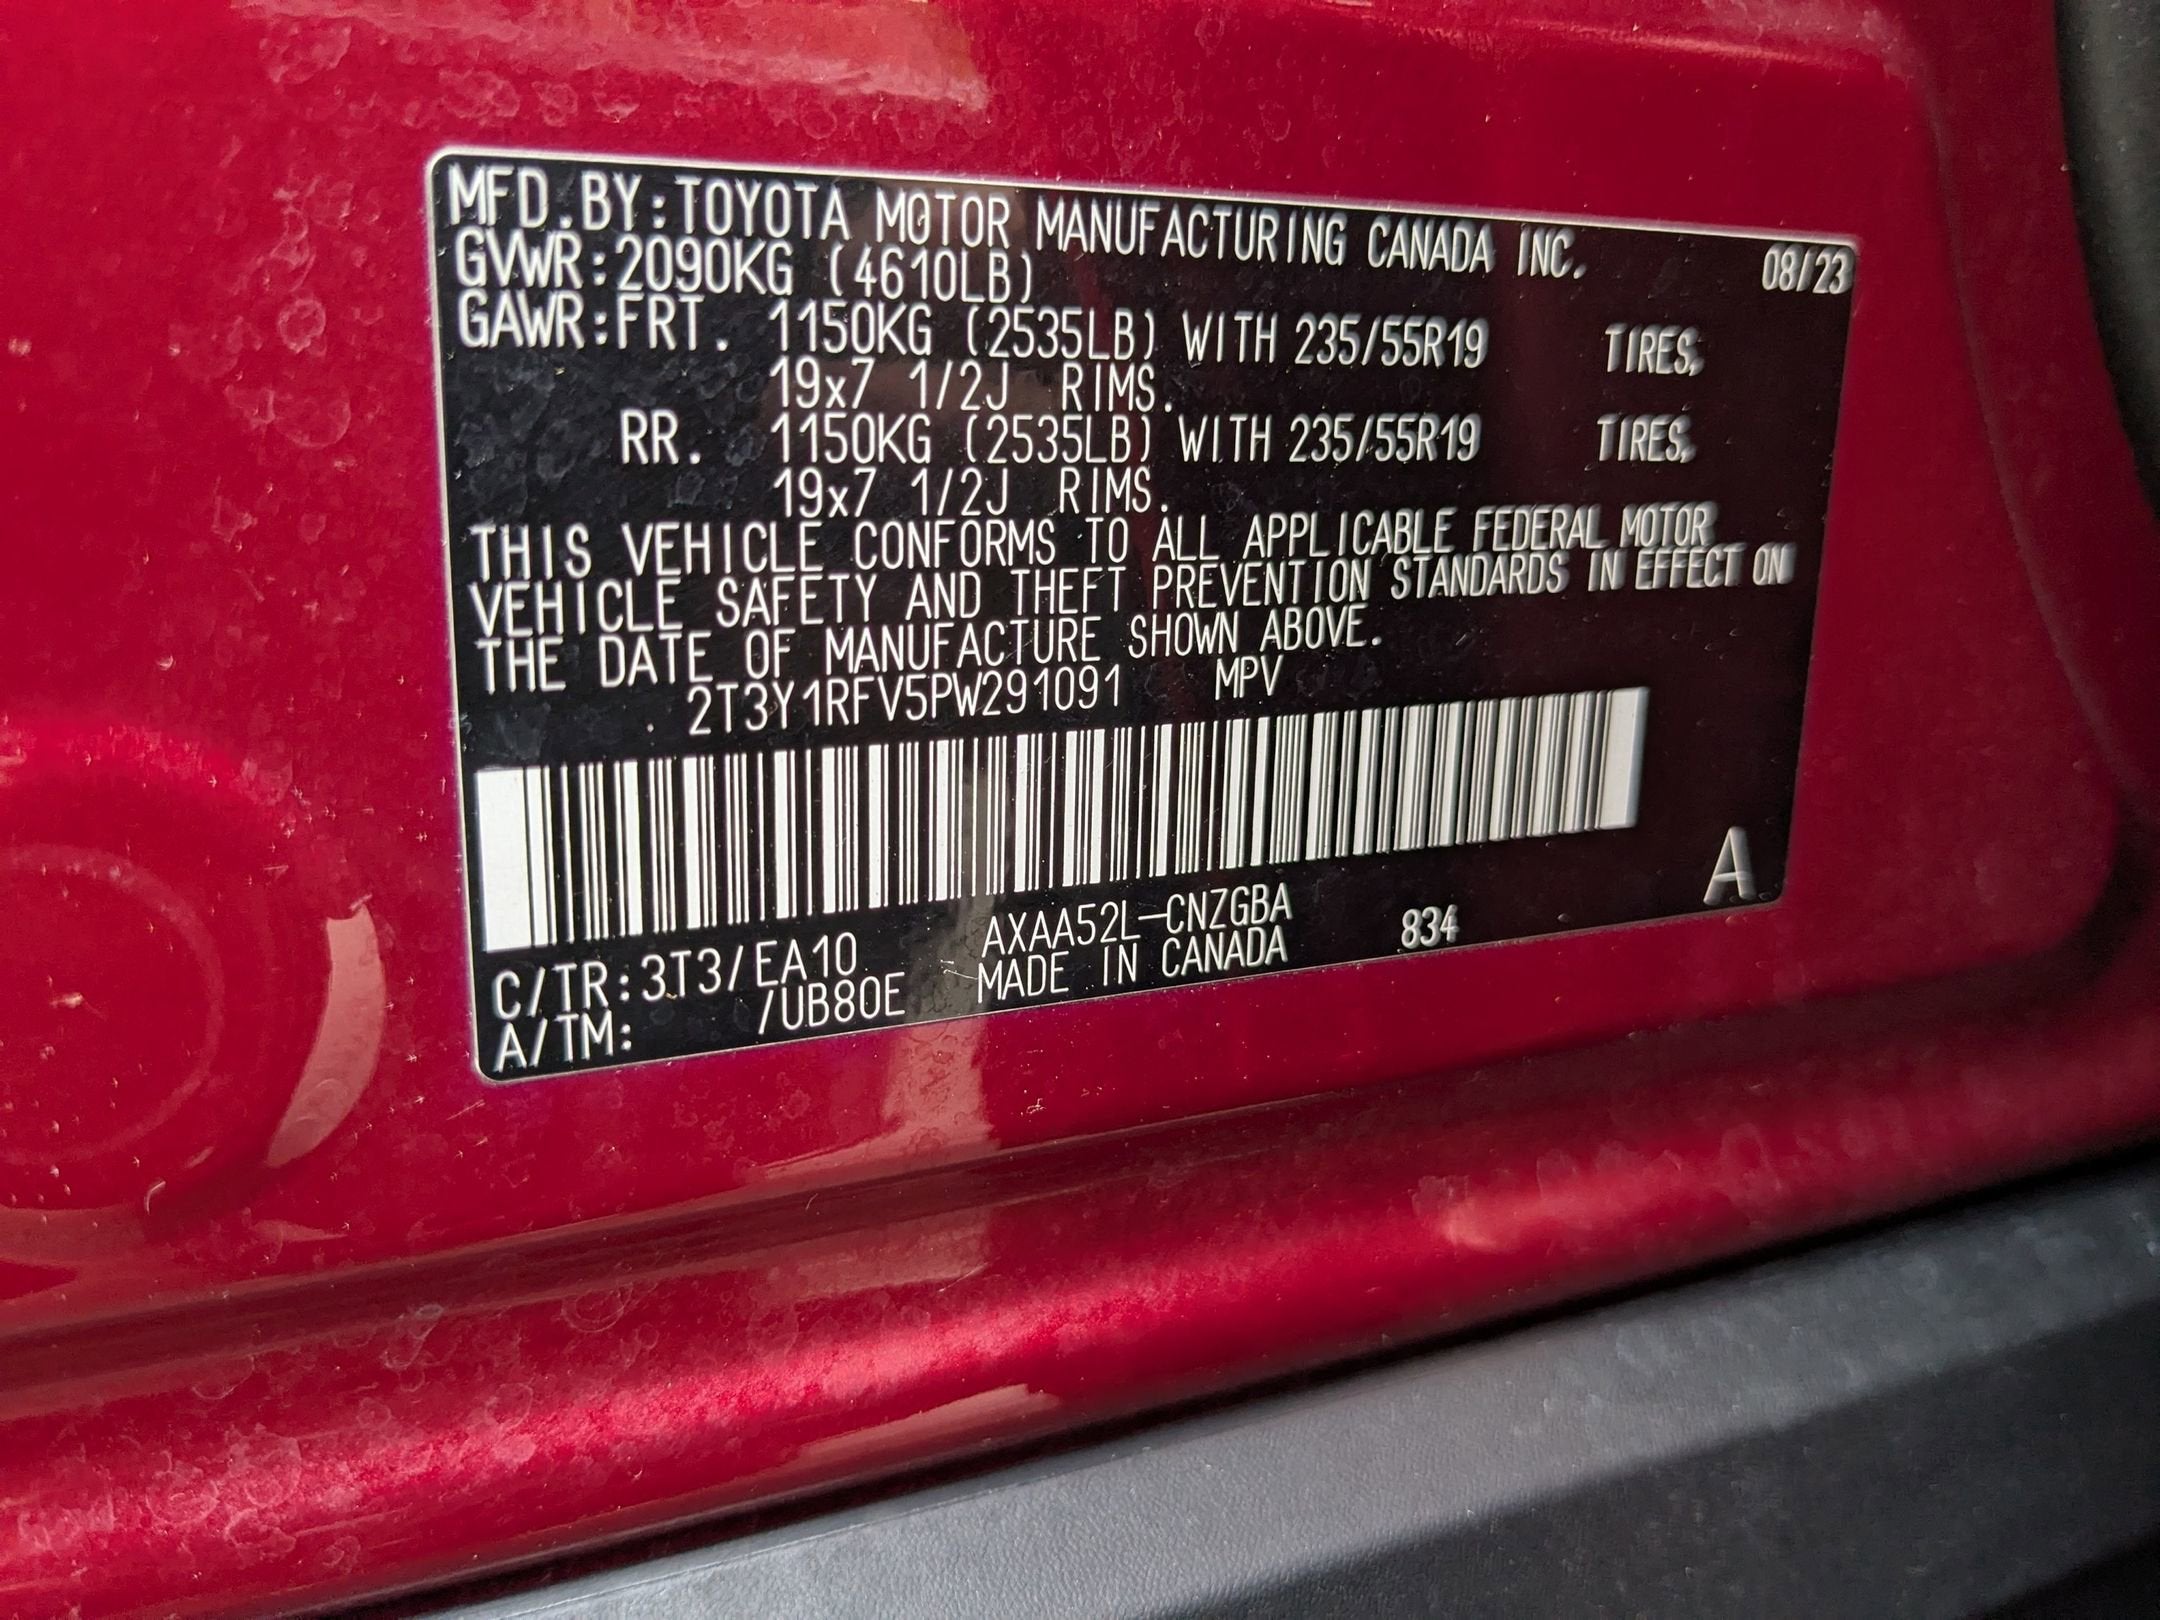 MFD.BY:TOYOTA MOTOR MANUFACTURING CANADA INC. 08/23
GVWR:2090KG (4610LB)
GAWR:FRT. 1150KG (2535LB) WITH 235/55R19 TIRES,
19x7 1/2J RIMS.
RR. 1150KG (2535LB) WITH 235/55R19 TIRES,
19x7 1/2J RIMS.
THIS VEHICLE CONFORMS TO ALL APPLICABLE FEDERAL MOTOR
VEHICLE SAFETY AND THEFT PREVENTION STANDARDS IN EFFECT ON
THE DATE OF MANUFACTURE SHOWN ABOVE.
2T3Y1RFV5PW291091 MPV
A
C/TR:3T3/EA10 AXAA52L-CNZGBA 834
A/TM: /UB80E MADE IN CANADA